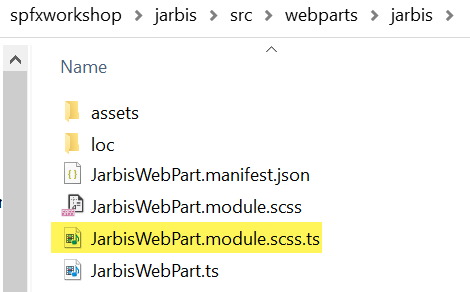 spfxworkshop > jarbis > src > webparts > jarbis >
Name
assets
loc
JarbisWebPart.manifest.json
JarbisWebPart.module.scss
JarbisWebPart.module.scss.ts
JarbisWebPart.ts